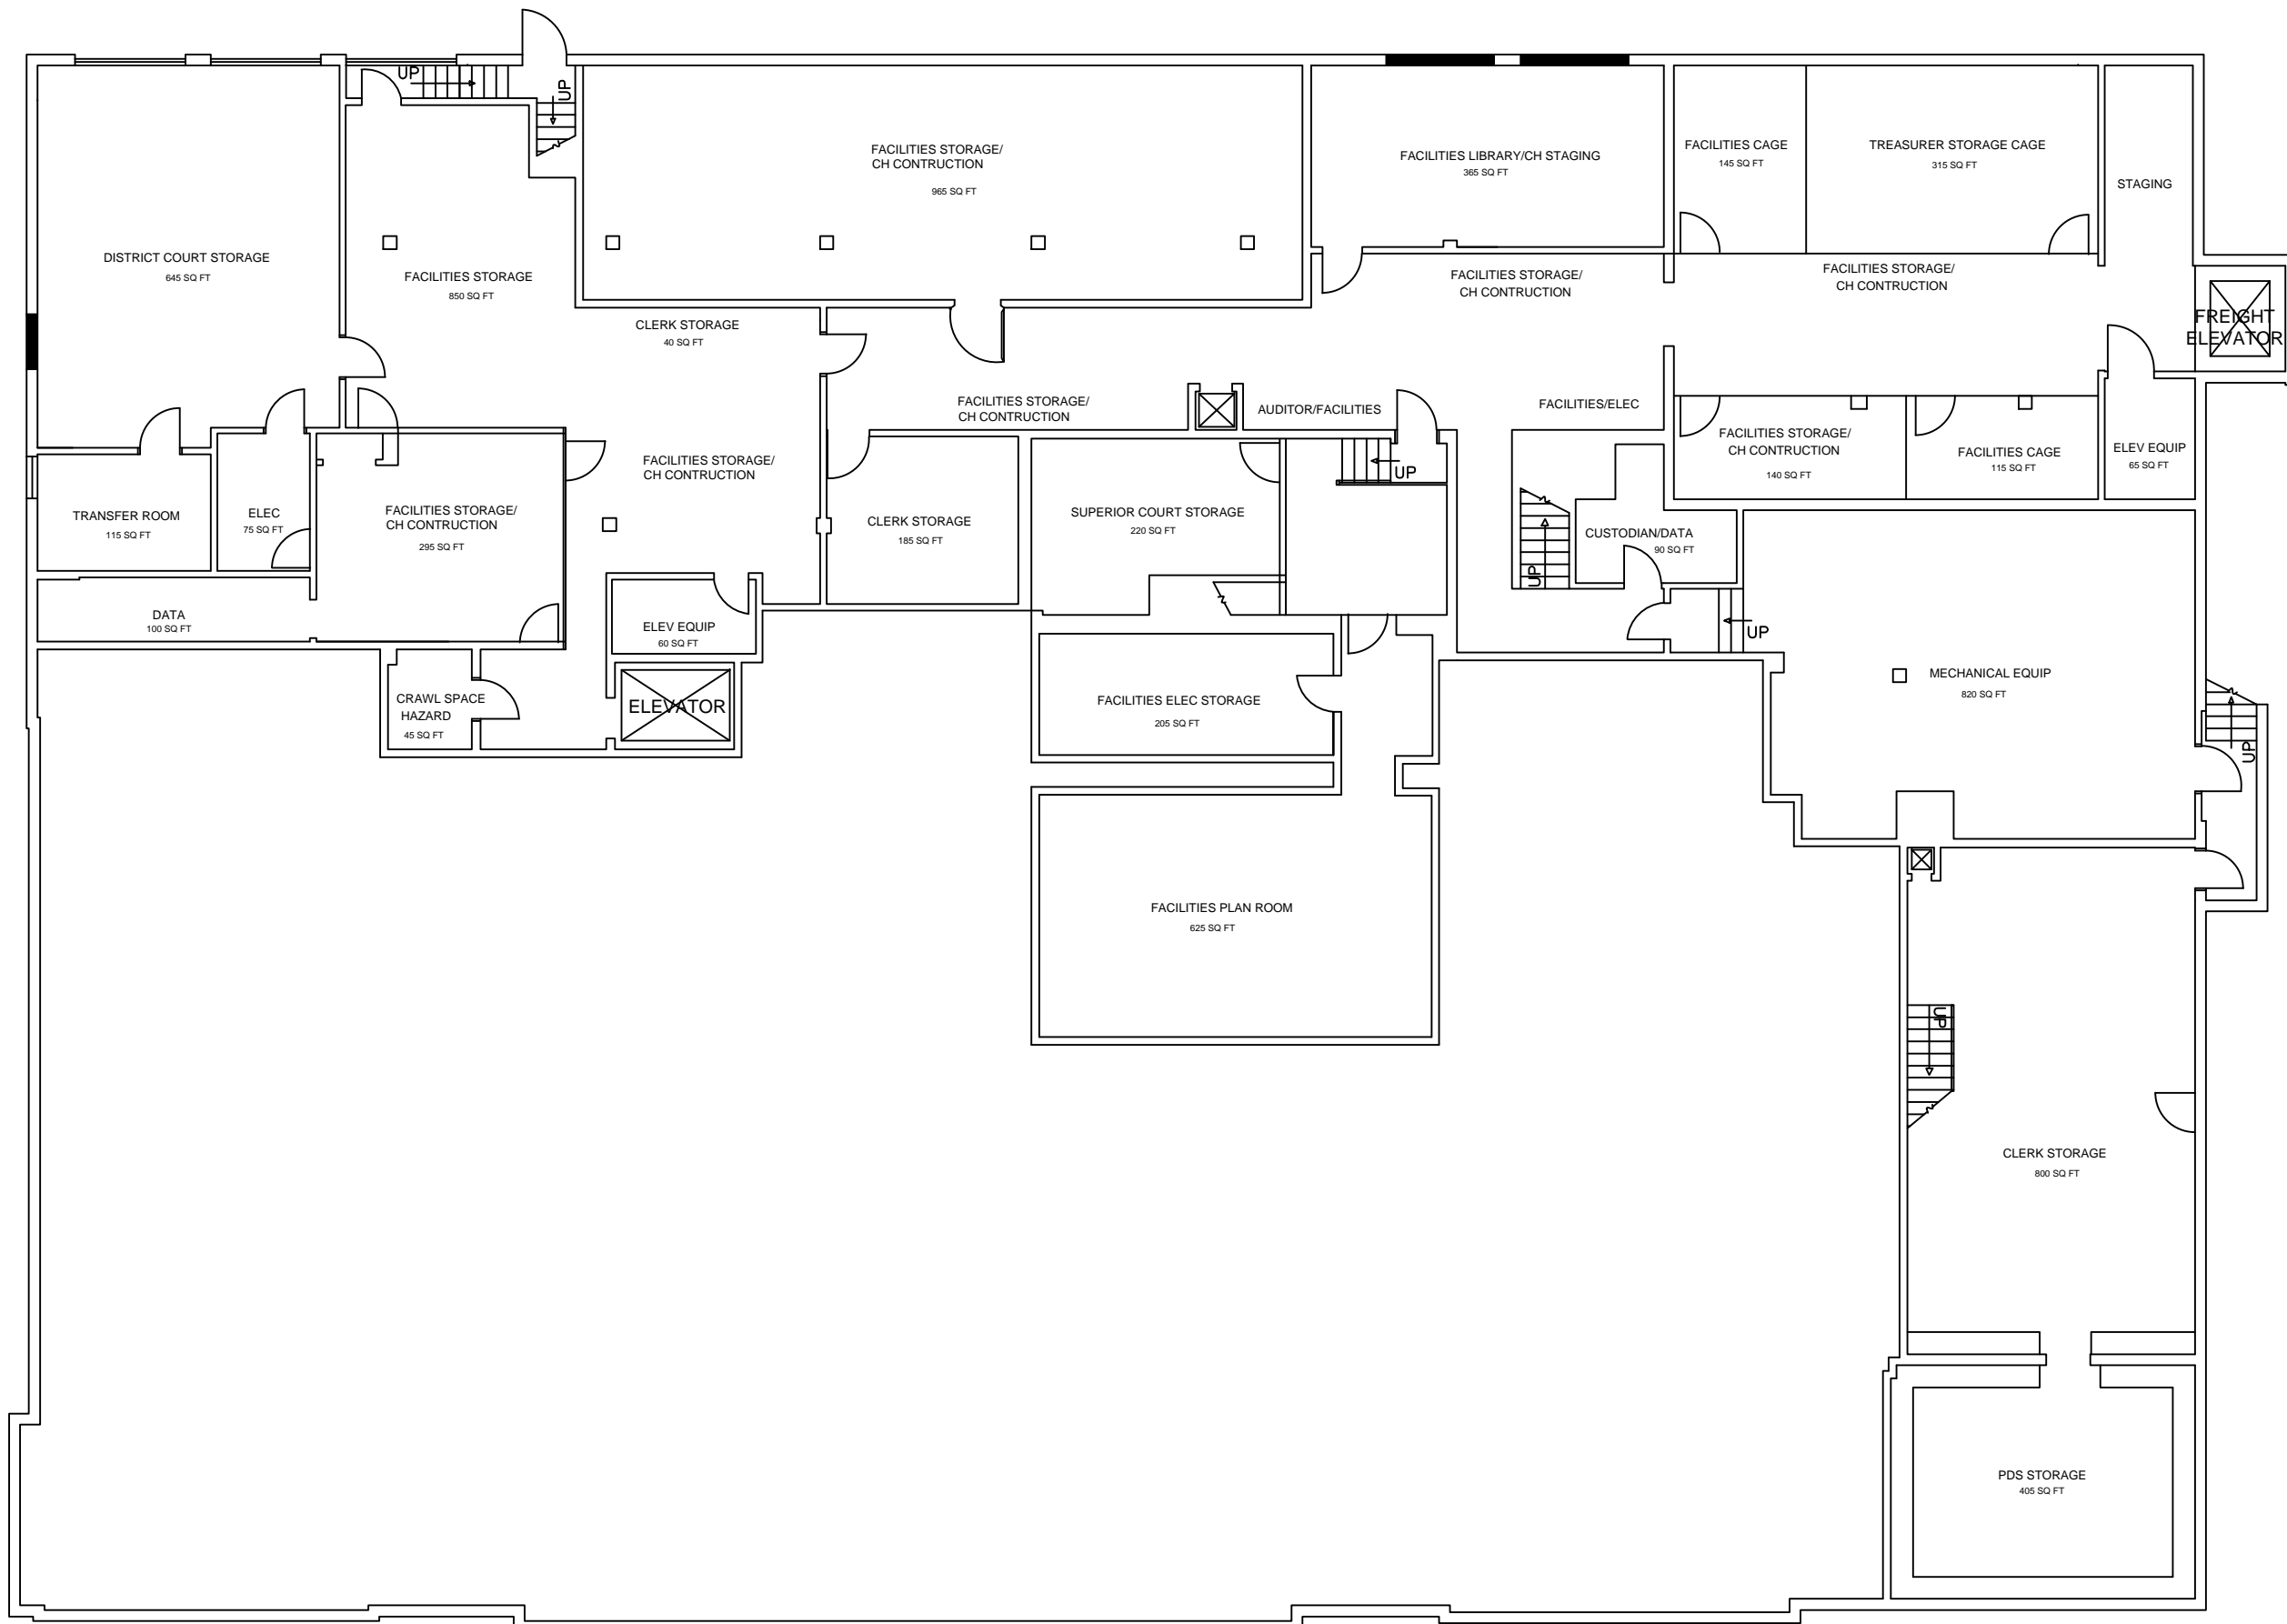 UP
UP
FACILITIES STORAGE/
CH CONTRUCTION
965 SQ FT
FACILITIES LIBRARY/CH STAGING
365 SQ FT
FACILITIES CAGE
145 SQ FT
TREASURER STORAGE CAGE
315 SQ FT
STAGING
DISTRICT COURT STORAGE
645 SQ FT
FACILITIES STORAGE
850 SQ FT
FACILITIES STORAGE/
CH CONTRUCTION
FACILITIES STORAGE/
CH CONTRUCTION
FREIGHT
ELEVATOR
CLERK STORAGE
40 SQ FT
FACILITIES STORAGE/
CH CONTRUCTION
AUDITOR/FACILITIES
FACILITIES/ELEC
FACILITIES STORAGE/
CH CONTRUCTION
140 SQ FT
FACILITIES CAGE
115 SQ FT
ELEV EQUIP
65 SQ FT
FACILITIES STORAGE/
CH CONTRUCTION
UP
TRANSFER ROOM
115 SQ FT
ELEC
75 SQ FT
FACILITIES STORAGE/
CH CONTRUCTION
295 SQ FT
CLERK STORAGE
185 SQ FT
SUPERIOR COURT STORAGE
220 SQ FT
CUSTODIAN/DATA
90 SQ FT
UP
DATA
100 SQ FT
ELEV EQUIP
60 SQ FT
UP
CRAWL SPACE
HAZARD
45 SQ FT
ELEVATOR
FACILITIES ELEC STORAGE
205 SQ FT
MECHANICAL EQUIP
820 SQ FT
UP
FACILITIES PLAN ROOM
625 SQ FT
UP
CLERK STORAGE
800 SQ FT
PDS STORAGE
405 SQ FT